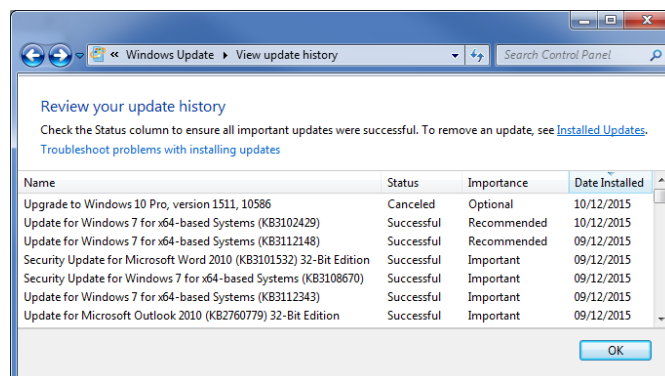 « Windows Update ▸ View update history
Search Control Panel
Review your update history
Check the Status column to ensure all important updates were successful. To remove an update, see Installed Updates.
Troubleshoot problems with installing updates
Name Status Importance Date Installed
Upgrade to Windows 10 Pro, version 1511, 10586 Canceled Optional 10/12/2015
Update for Windows 7 for x64-based Systems (KB3102429) Successful Recommended 10/12/2015
Update for Windows 7 for x64-based Systems (KB3112148) Successful Recommended 09/12/2015
Security Update for Microsoft Word 2010 (KB3101532) 32-Bit Edition Successful Important 09/12/2015
Security Update for Windows 7 for x64-based Systems (KB3108670) Successful Important 09/12/2015
Update for Windows 7 for x64-based Systems (KB3112343) Successful Important 09/12/2015
Update for Microsoft Outlook 2010 (KB2760779) 32-Bit Edition Successful Important 09/12/2015
OK